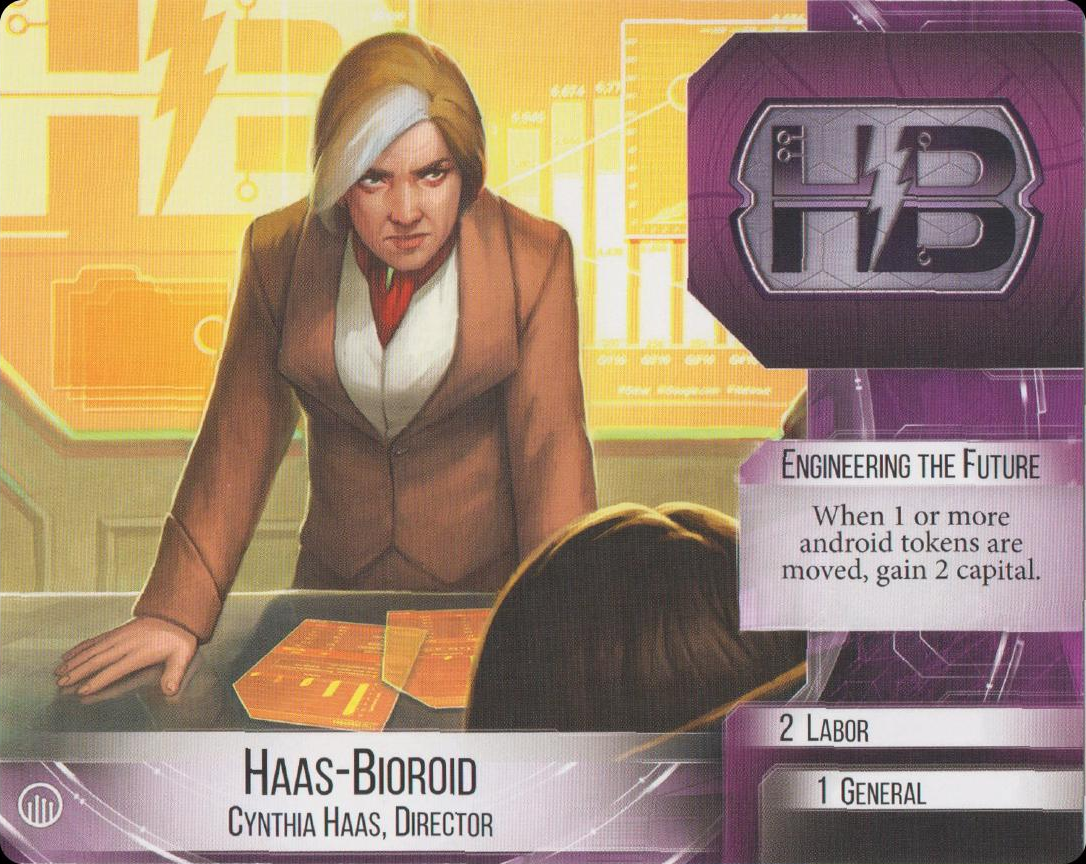 HB
HB
ENGINEERING THE FUTURE
When 1 or more
android tokens are
moved, gain 2 capital.
2 LABOR
1 GENERAL
HAAS-BIOROID
CYNTHIA HAAS, DIRECTOR